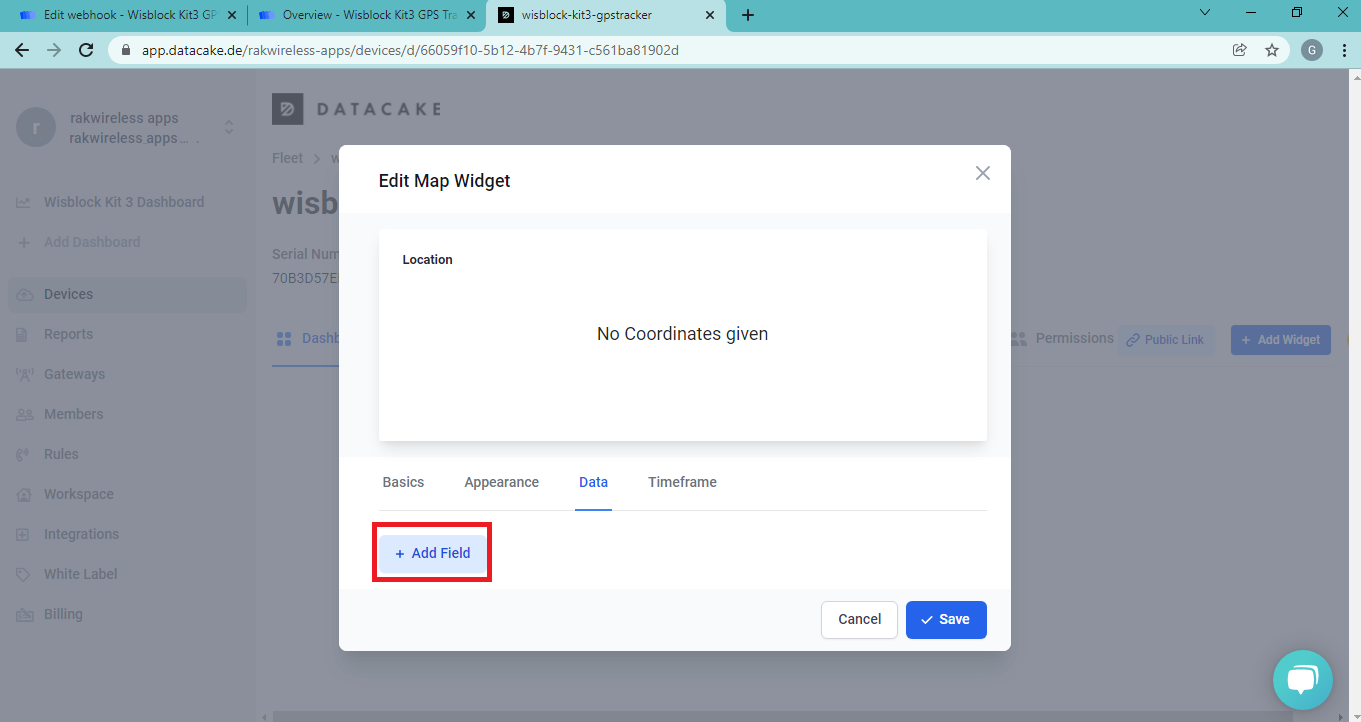 Edit webhook - Wisblock Kit3 GP
Overview - Wisblock Kit3 GPS Tra
wisblock-kit3-gpstracker
app.datacake.de/rakwireless-apps/devices/d/66059f10-5b12-4b7f-9431-c561ba81902d
G
r
rakwireless apps
rakwireless apps...
DATACAKE
Fleet
w
wisb
Serial Num
70B3D57E
Wisblock Kit 3 Dashboard
+ Add Dashboard
Devices
Reports
Gateways
Members
Rules
Workspace
Integrations
White Label
Billing
Dashb
Permissions
Public Link
+ Add Widget
Edit Map Widget
Location
No Coordinates given
Basics
Appearance
Data
Timeframe
+ Add Field
Cancel
Save